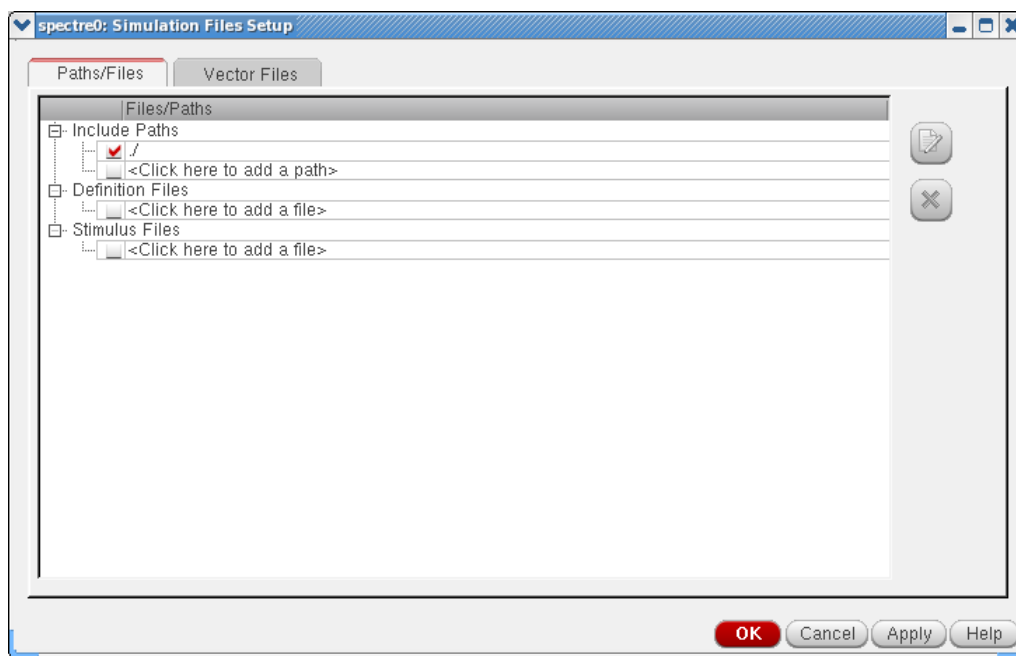 spectre0: Simulation Files Setup
Paths/Files Vector Files
Files/Paths
Include Paths
./
<Click here to add a path>
Definition Files
<Click here to add a file>
Stimulus Files
<Click here to add a file>
OK Cancel Apply Help